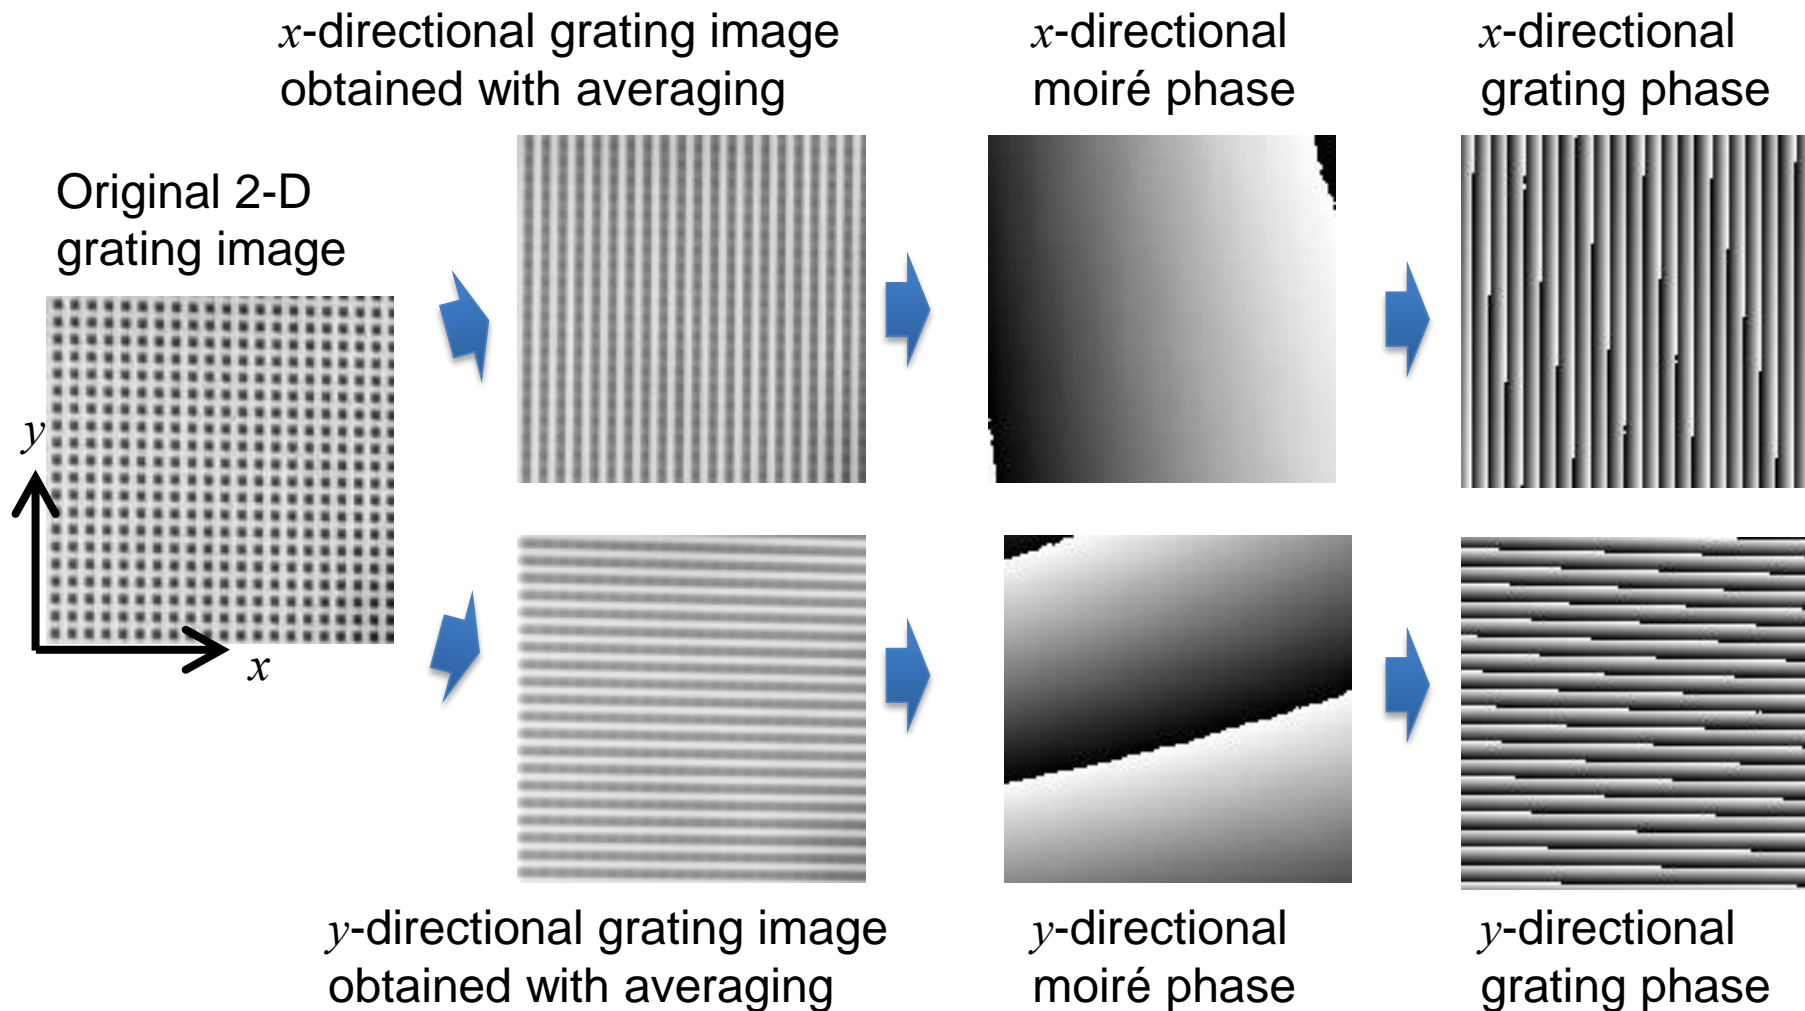 x-directional grating image
obtained with averaging
x-directional
moiré phase
x-directional
grating phase
Original 2-D
grating image
y
x
y-directional grating image
obtained with averaging
y-directional
moiré phase
y-directional
grating phase